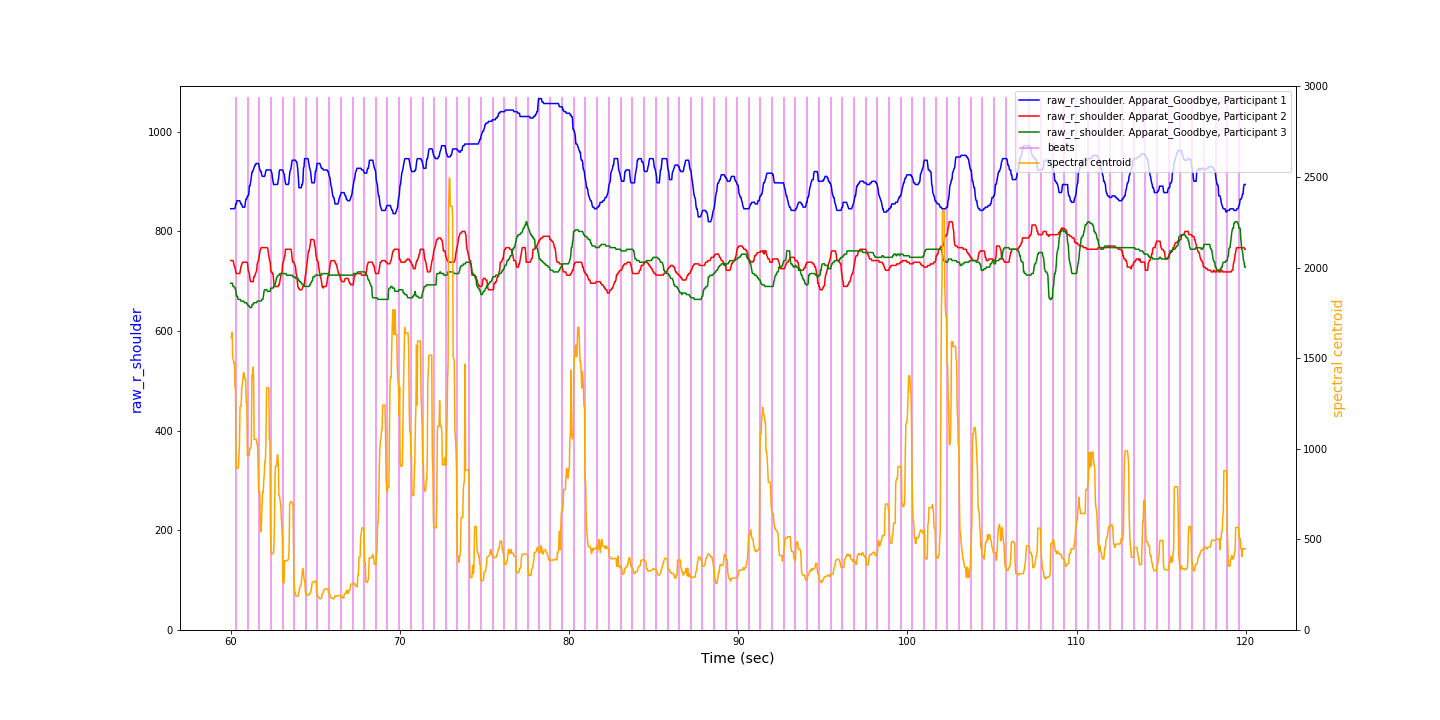 raw_r_shoulder. Apparat_Goodbye, Participant 1
raw_r_shoulder. Apparat_Goodbye, Participant 2
raw_r_shoulder. Apparat_Goodbye, Participant 3
beats
spectral centroid
raw_r_shoulder
1000
800
600
400
200
0
3000
2500
2000
1500
1000
500
0
spectral centroid
60
70
80
90
100
110
120
Time (sec)